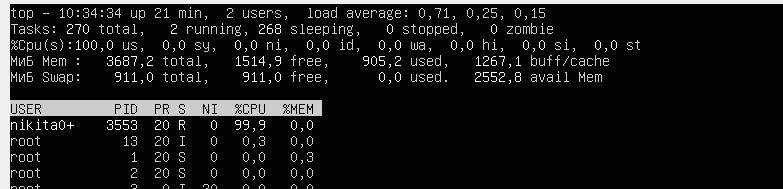 top - 10:34:34 up 21 min,  2 users,  load average: 0,71, 0,25, 0,15
Tasks: 270 total,   2 running, 268 sleeping,   0 stopped,   0 zombie
%Cpu(s):100,0 us,  0,0 sy,  0,0 ni,  0,0 id,  0,0 wa,  0,0 hi,  0,0 si,  0,0 st
МиБ Mem :   3687,2 total,   1514,9 free,    905,2 used,   1267,1 buff/cache
МиБ Swap:    911,0 total,    911,0 free,      0,0 used.   2552,8 avail Mem
USER         PID  PR S  NI  %CPU  %MEM
nikita0+    3553  20 R   0  99,9   0,0
root          13  20 I   0   0,3   0,0
root           1  20 S   0   0,0   0,3
root           2  20 S   0   0,0   0,0